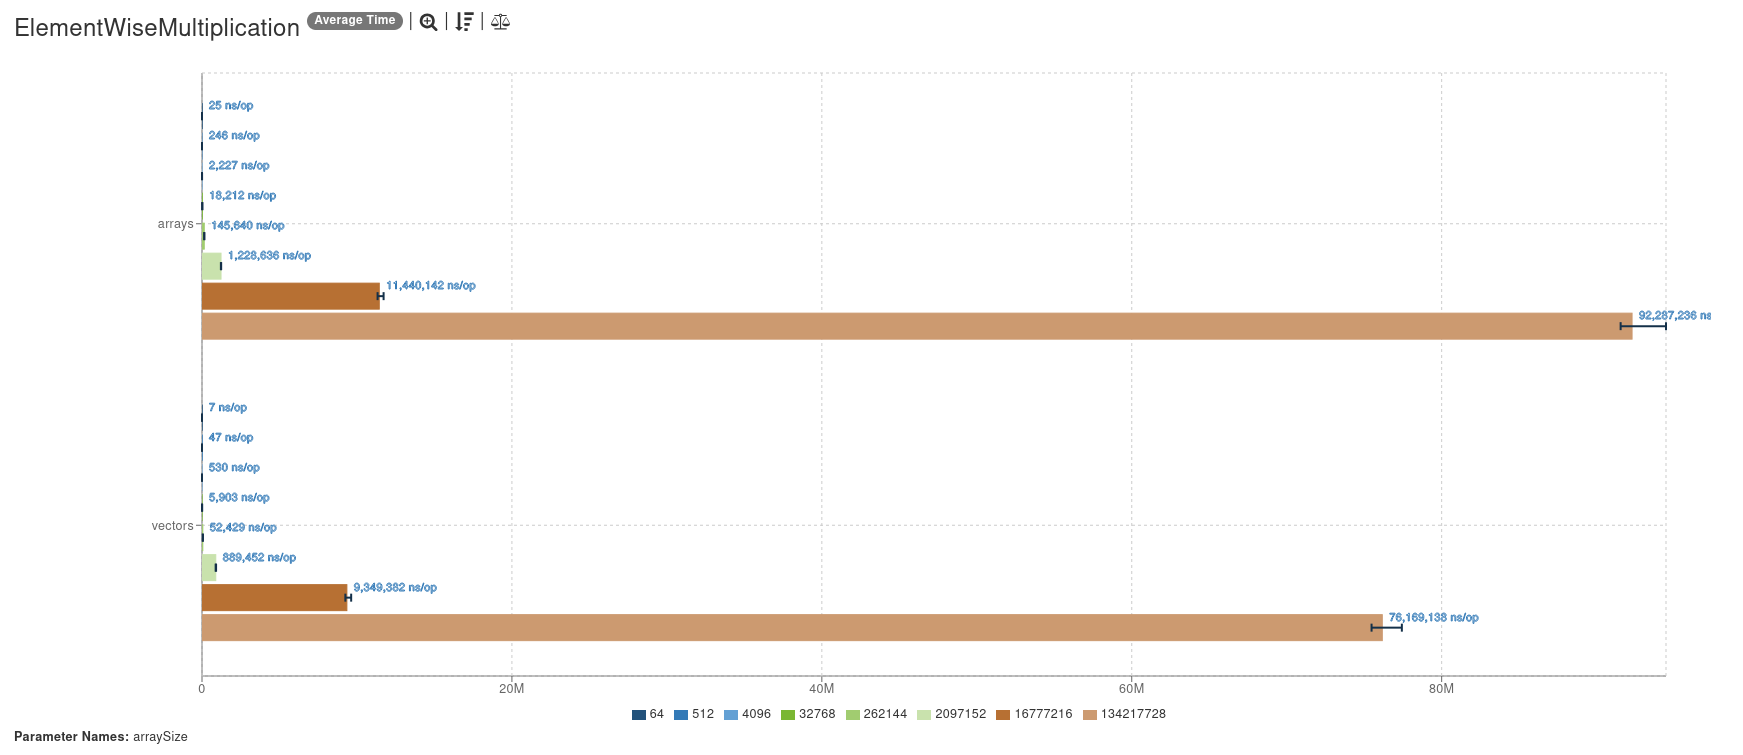 ElementWiseMultiplication Average Time
25 ns/op
246 ns/op
2,227 ns/op
18,212 ns/op
arrays
145,640 ns/op
1,228,636 ns/op
11,440,142 ns/op
92,287,236 ns
7 ns/op
47 ns/op
530 ns/op
5,903 ns/op
vectors
52,429 ns/op
889,452 ns/op
9,349,382 ns/op
76,169,138 ns/op
0 20M 40M 60M 80M
64 512 4096 32768 262144 2097152 16777216 134217728
Parameter Names: arraySize